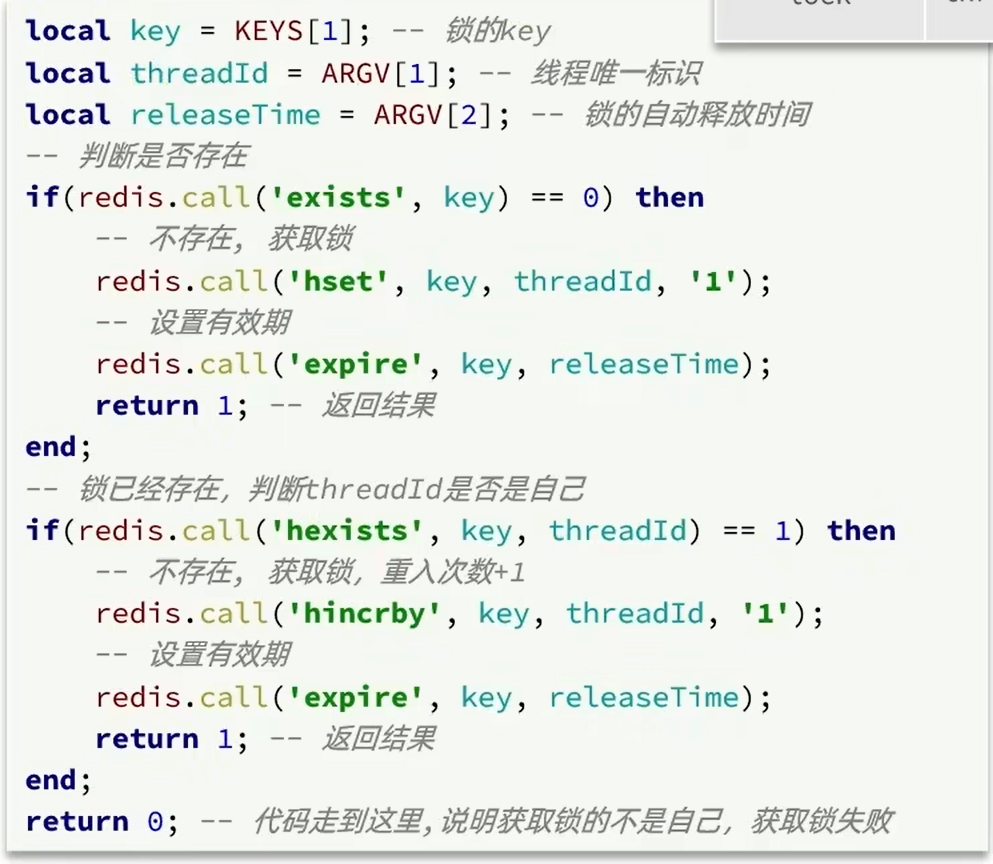 local key = KEYS[1]; -- 锁的key
local threadId = ARGV[1]; -- 线程唯一标识
local releaseTime = ARGV[2]; -- 锁的自动释放时间
-- 判断是否存在
if(redis.call('exists', key) == 0) then
    -- 不存在, 获取锁
    redis.call('hset', key, threadId, '1');
    -- 设置有效期
    redis.call('expire', key, releaseTime);
    return 1; -- 返回结果
end;
-- 锁已经存在，判断threadId是否是自己
if(redis.call('hexists', key, threadId) == 1) then
    -- 不存在, 获取锁，重入次数+1
    redis.call('hincrby', key, threadId, '1');
    -- 设置有效期
    redis.call('expire', key, releaseTime);
    return 1; -- 返回结果
end;
return 0; -- 代码走到这里,说明获取锁的不是自己，获取锁失败